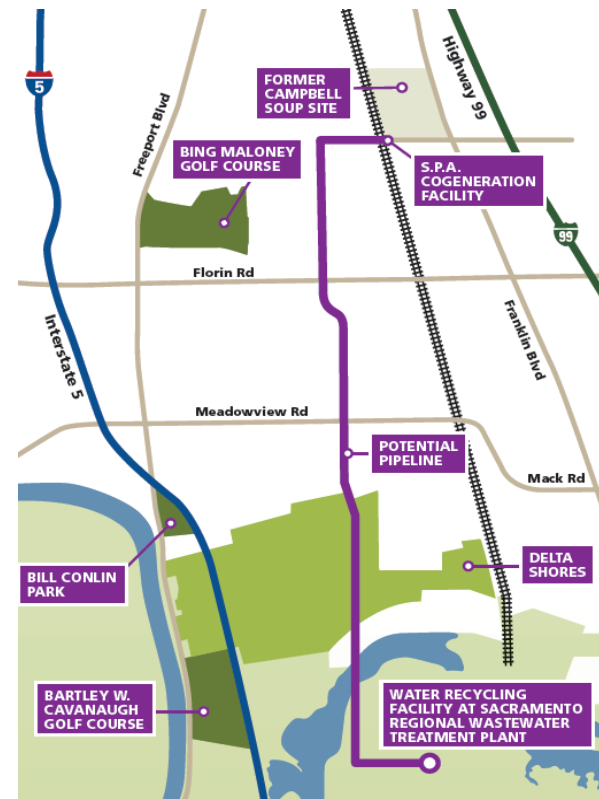 5
Freeport Blvd
FORMER
CAMPBELL
SOUP SITE
Highway 99
BING MALONEY
GOLF COURSE
S.P.A.
COGENERATION
FACILITY
99
Florin Rd
Interstate 5
Franklin Blvd
Meadowview Rd
POTENTIAL
PIPELINE
Mack Rd
BILL CONLIN
PARK
DELTA
SHORES
BARTLEY W.
CAVANAUGH
GOLF COURSE
WATER RECYCLING
FACILITY AT SACRAMENTO
REGIONAL WASTEWATER
TREATMENT PLANT